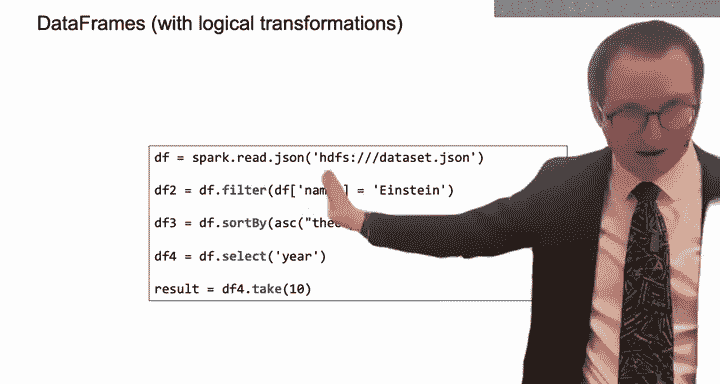 DataFrames (with logical transformations)
df = spark.read.json('hdfs:///dataset.json')
df2 = df.filter(df['nam ] = 'Einstein')
df3 = df.sortBy(asc("the
df4 = df.select('year')
result = df4.take(10)